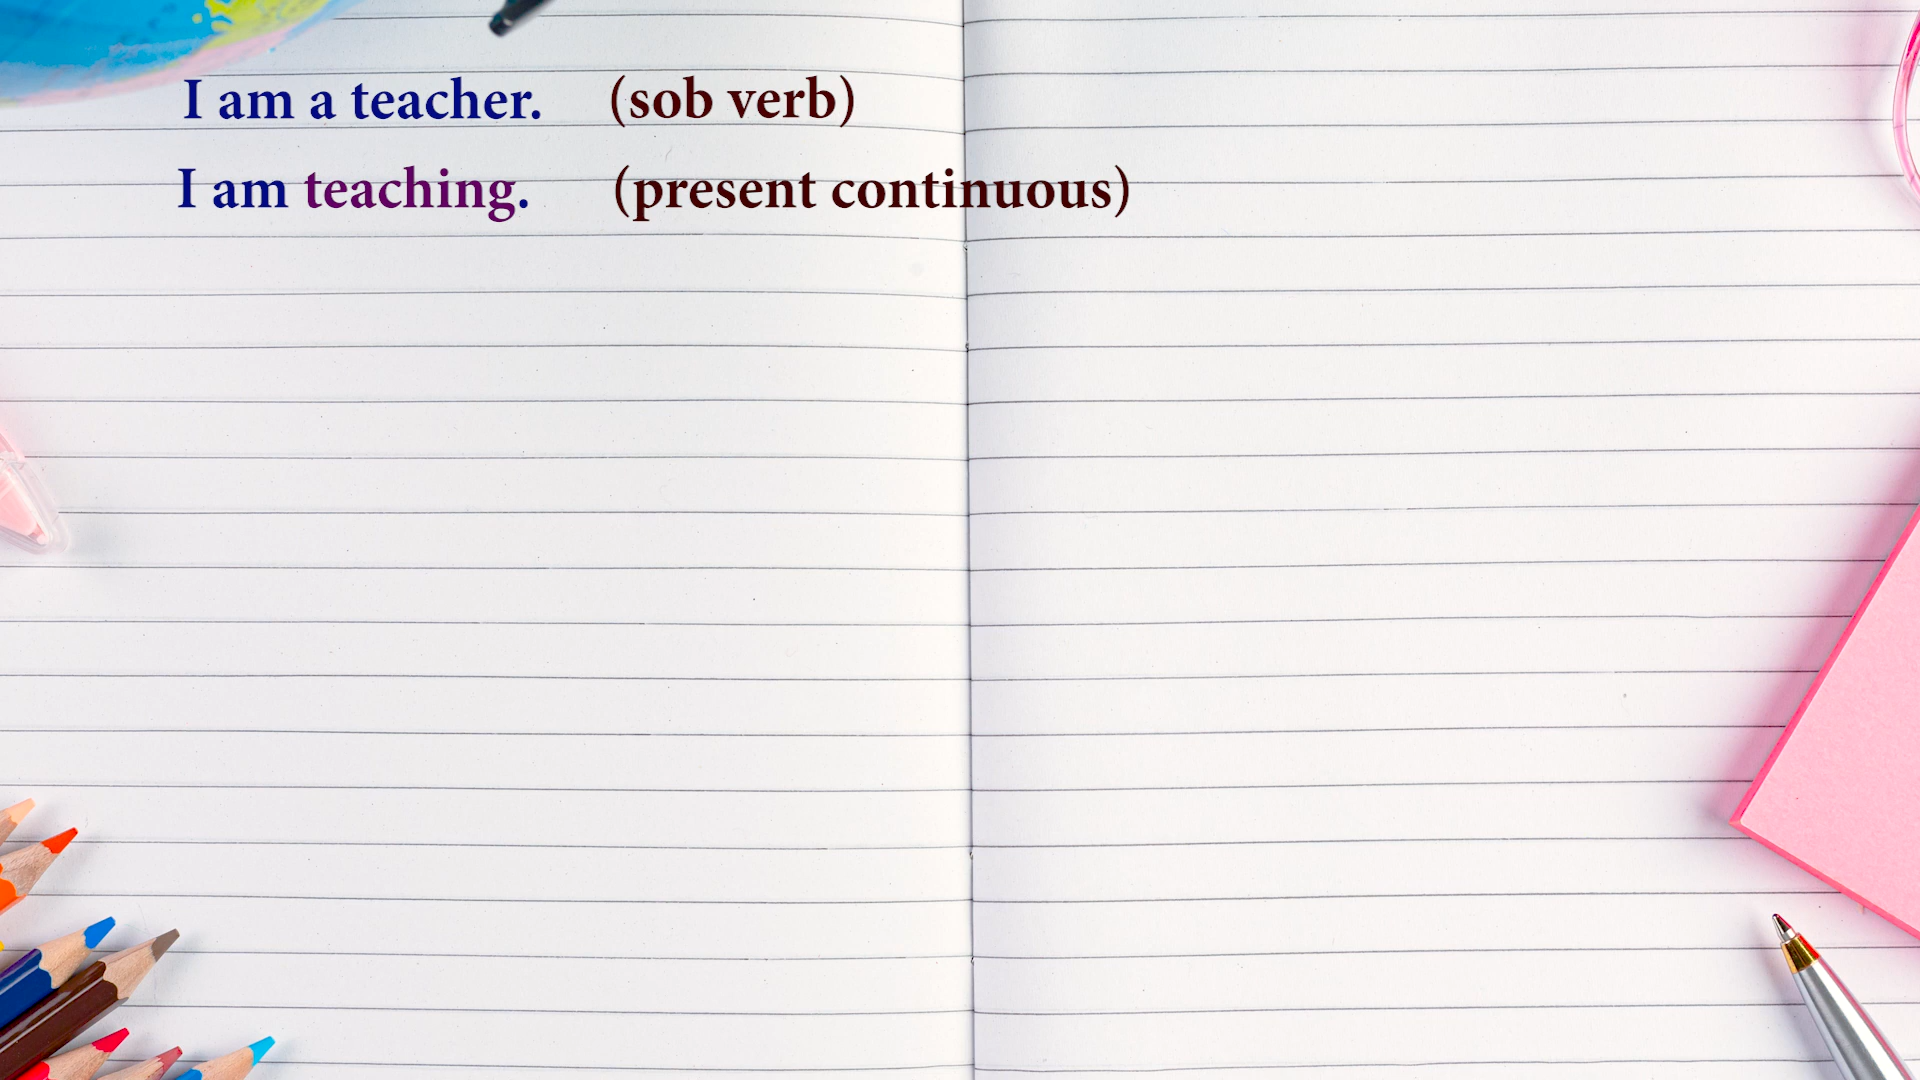 I am a teacher. (sob verb)
I am teaching. (present continuous)